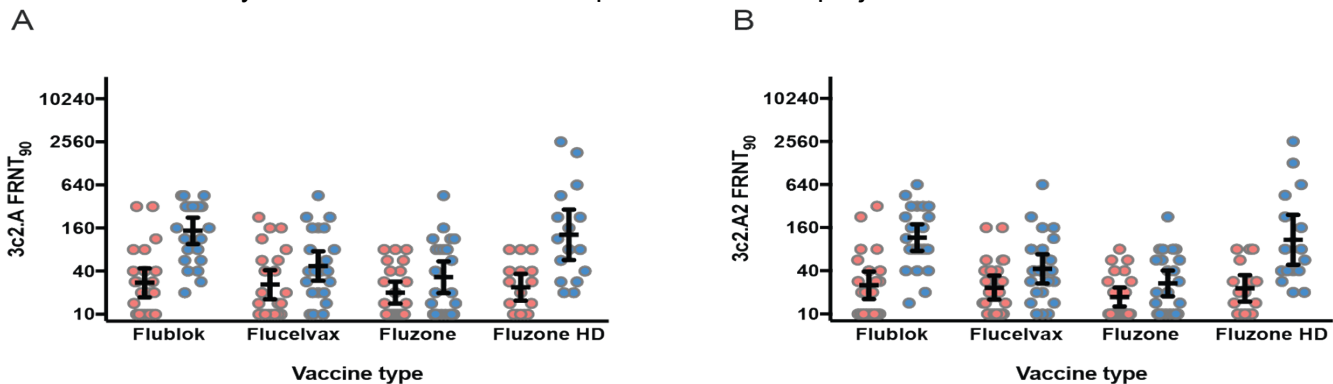 A
3c2.A FRNT90
10240
2560
640
160
40
10
Flublok Flucelvax Fluzone Fluzone HD
Vaccine type
B
3c2.A2 FRNT90
10240
2560
640
160
40
10
Flublok Flucelvax Fluzone Fluzone HD
Vaccine type